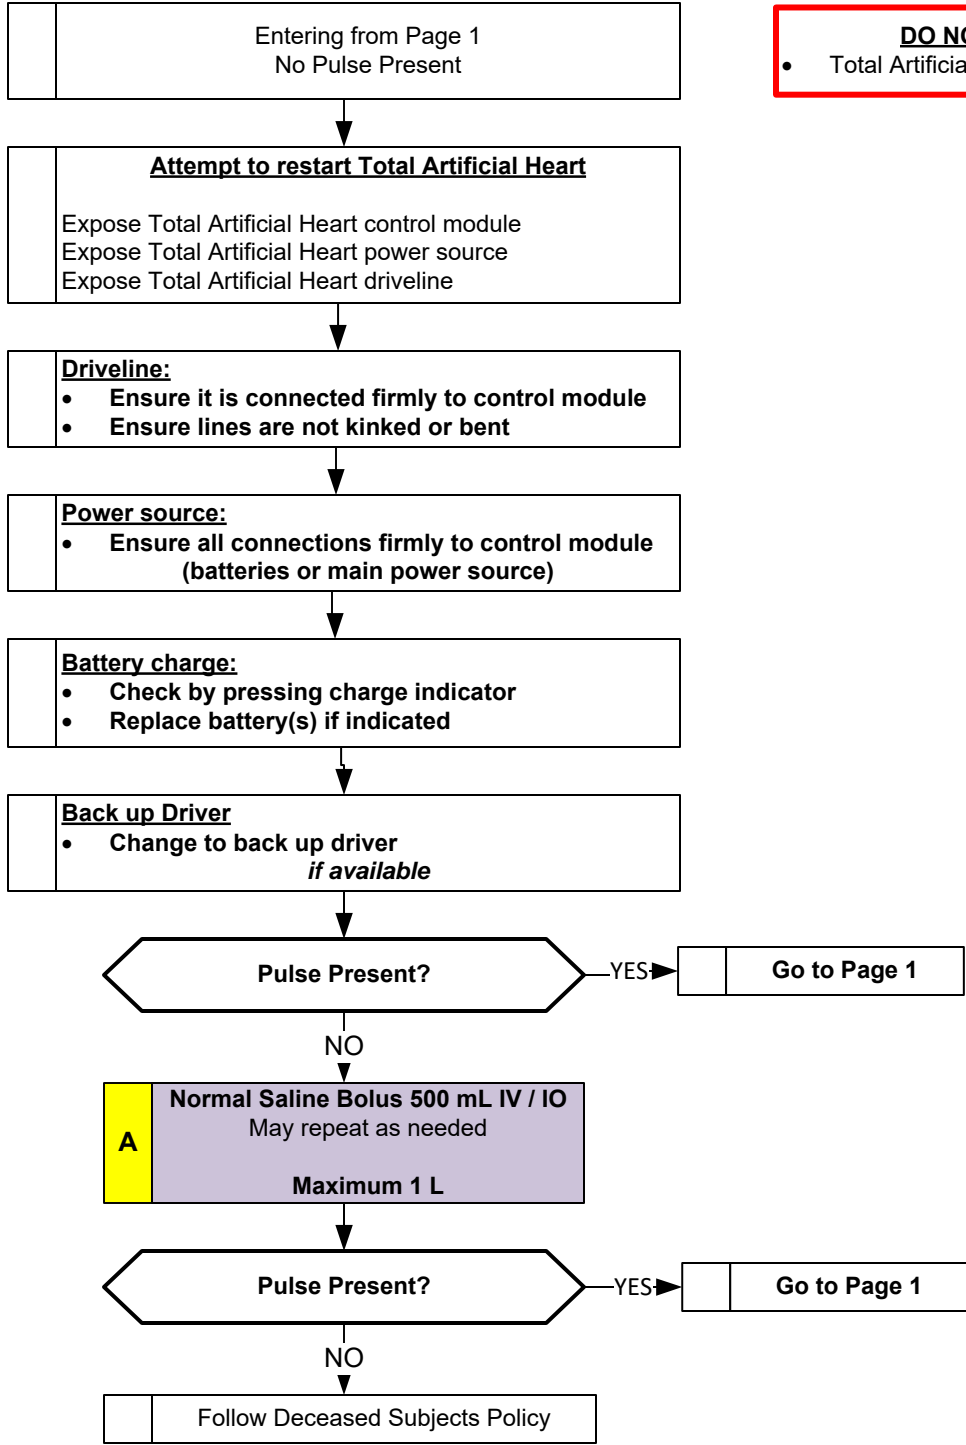 Entering from Page 1
No Pulse Present
DO
Total
Attempt to restart Total Artificial Heart
Expose Total Artificial Heart control module
Expose Total Artificial Heart power source
Expose Total Artificial Heart driveline
Driveline:
• Ensure it is connected firmly to control module
• Ensure lines are not kinked or bent
Power source:
• Ensure all connections firmly to control module
(batteries or main power source)
Battery charge:
• Check by pressing charge indicator
• Replace battery(s) if indicated
Back up Driver
• Change to back up driver
if available
Pulse Present?
YES
Go to Page 1
NO
A
Normal Saline Bolus 500 mL IV / IO
May repeat as needed
Maximum 1 L
Pulse Present?
YES
Go to Page 1
NO
Follow Deceased Subjects Policy